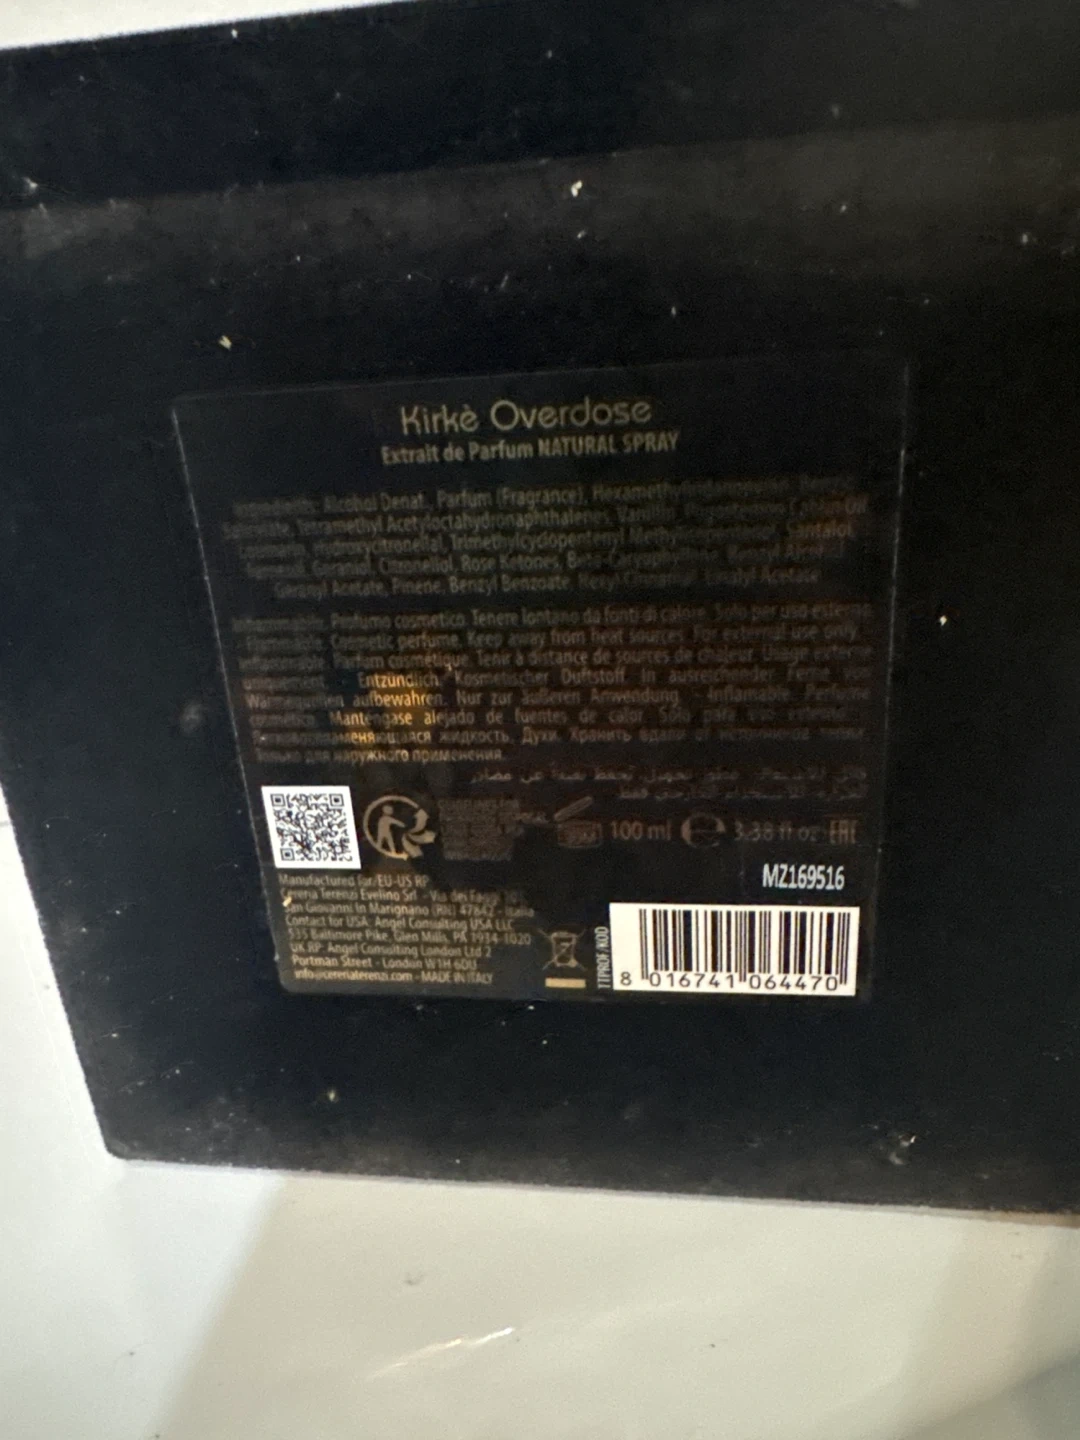 Kirkè Overdose
Extrait de Parfum NATURAL SPRAY
Alcohol Denat., Parfum (Fragrance),
Tetramethyl Acetyloctahydronaphthalenes, Vanillin,
Coumarin, Hydroxycitronellal, Trimethylcyclopentenyl Santalol
Geraniol, Citronellol, Rose Ketones, Beta-Caryophyllene, Benzyl Alcohol
Geranyl Acetate, Pinene, Benzyl Benzoate, Hexyl Cinnamal, Linalyl Acetate
Profumo cosmetico. Tenere lontano da fonti di calore. Solo per uso esterno.
Flammable. Cosmetic perfume. Keep away from heat sources. For external use only.
Parfum cosmétique. Tenir à distance de sources de chaleur. Usage externe
uniquement. Entzündlich. Kosmetischer Duftstoff. In ausreichender Ferne von
Wärmequellen aufbewahren. Nur zur äußeren Anwendung. - Inflamable. Perfume
cosmético. Manténgase alejado de fuentes de calor. Sólo para uso externo.
жидкость. Духи. Хранить вдали от источников тепла.
Только для наружного применения.
100 ml 3.38 fl oz EAC
MZ169516
Manufactured for/EU-US RP
Cereria Terenzi Evelino Srl - Via dei Faggi
San Giovanni In Marignano (RN) 47842 - Italia
Contact for USA: Angel Consulting USA LLC
535 Baltimore Pike, Glen Mills, PA 1934-1020
UK RP: Angel Consulting London Ltd 2
Portman Street - London W1H 6DU
info@cereriaterenzi.com - MADE IN ITALY
TTPROF/KOD
8 016741 064470